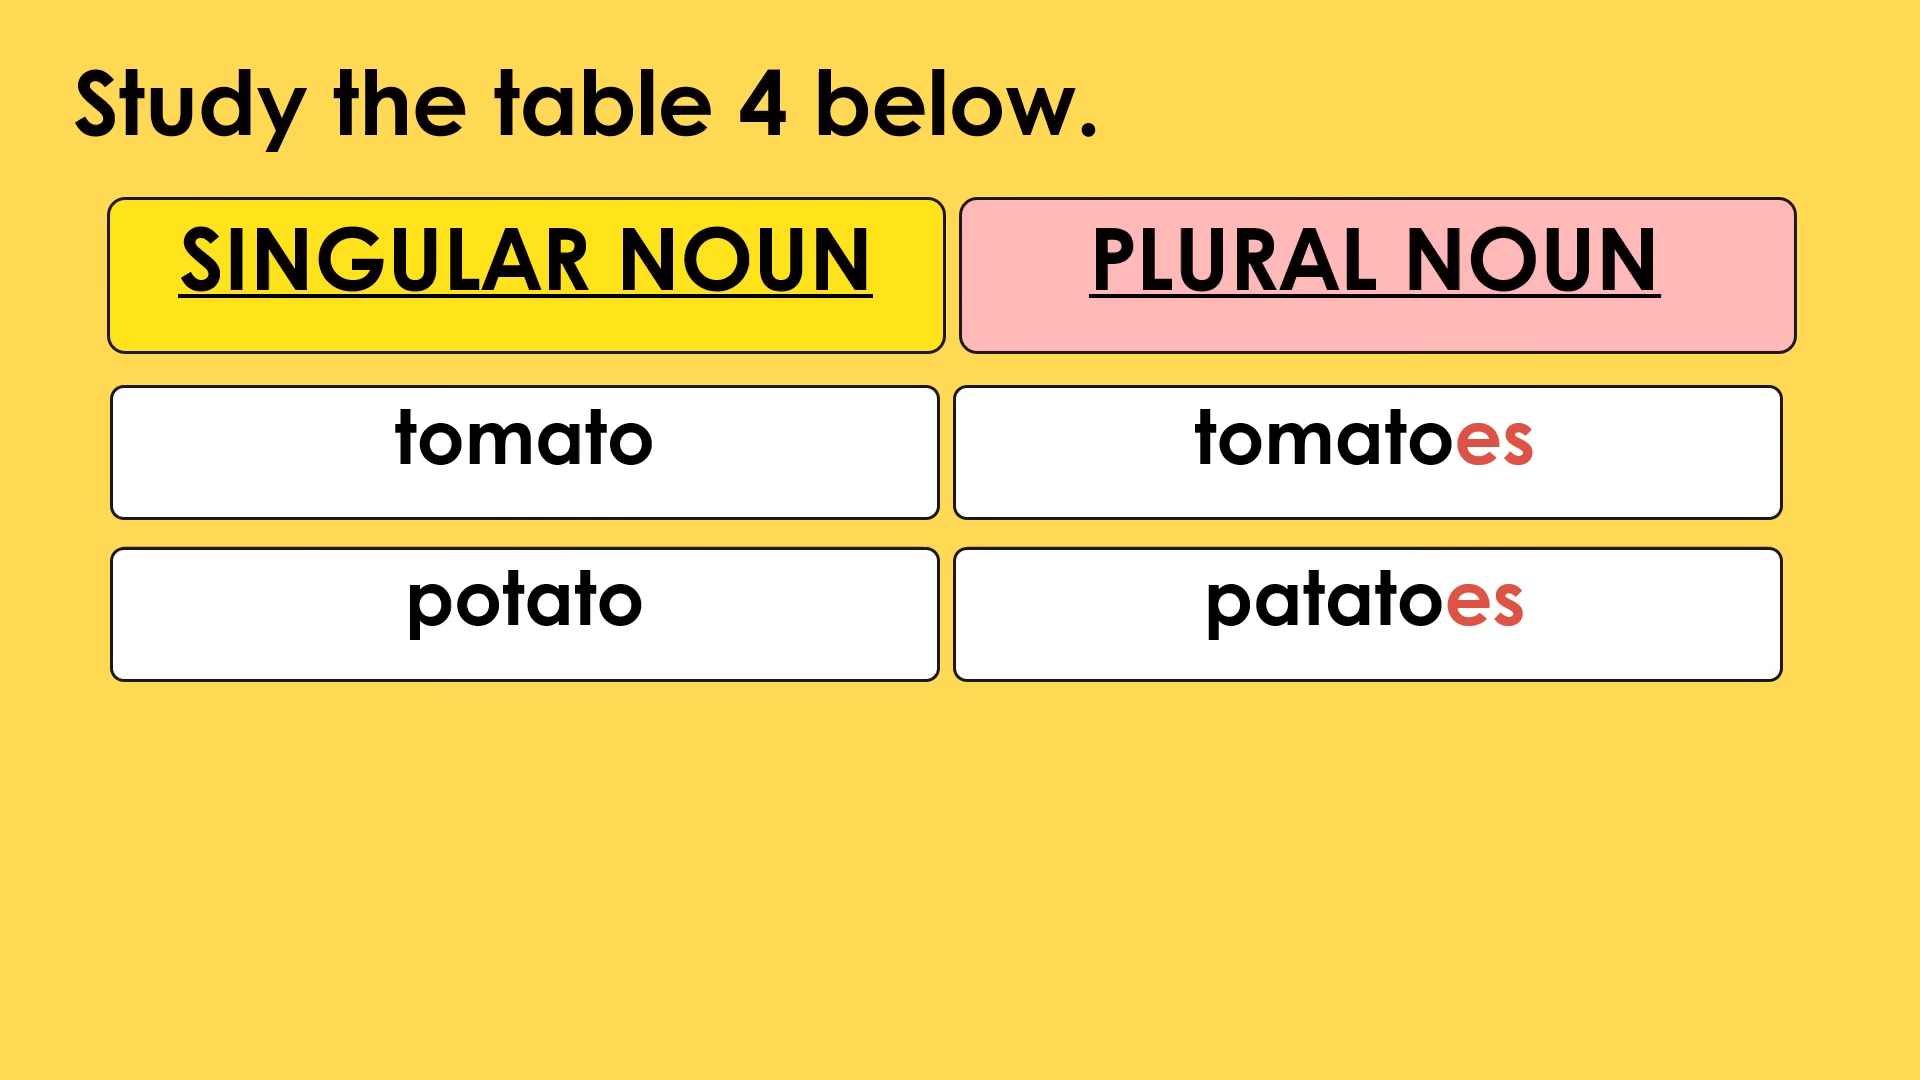 Study the table 4 below.
SINGULAR NOUN PLURAL NOUN
tomato tomatoes
potato patatoes